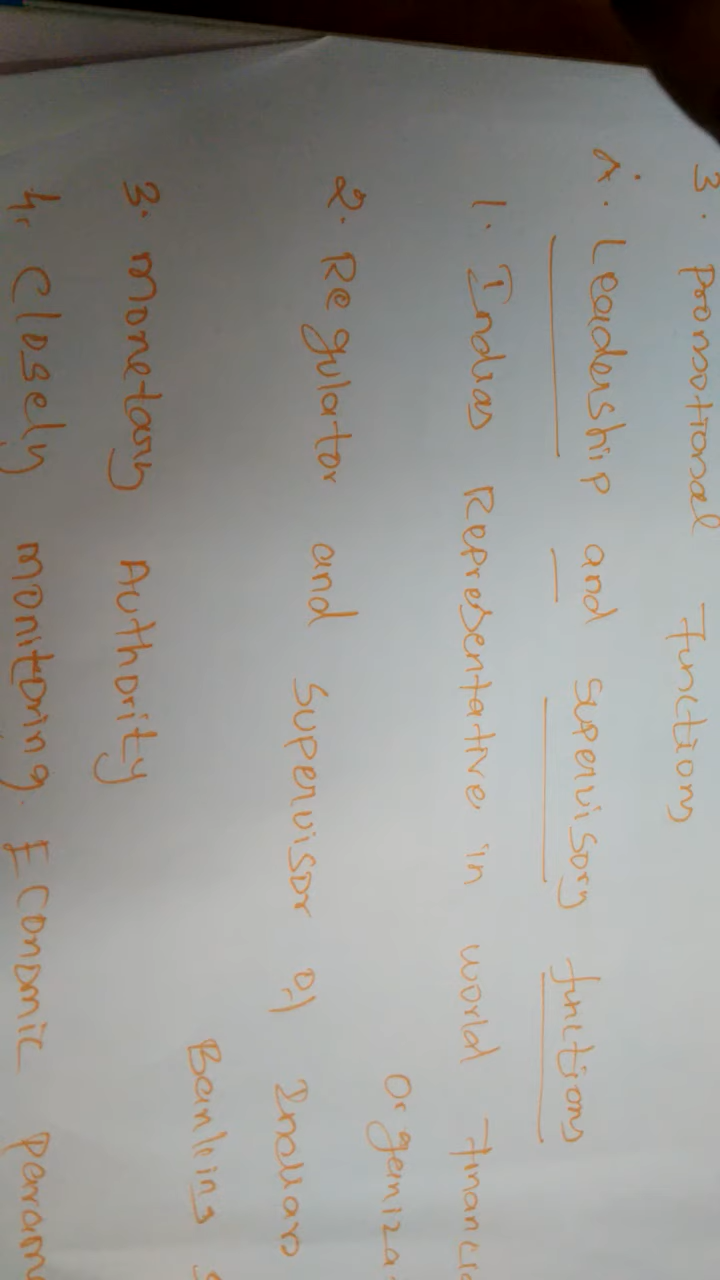 3. Promotional Functions
i. Leadership and Supervisory functions
1. Indias Representative in world Financi
Organiza
2. Regulator and Supervisor of Indian
Banking S
3. Monetary Authority
4. Closely monitoring Economic param